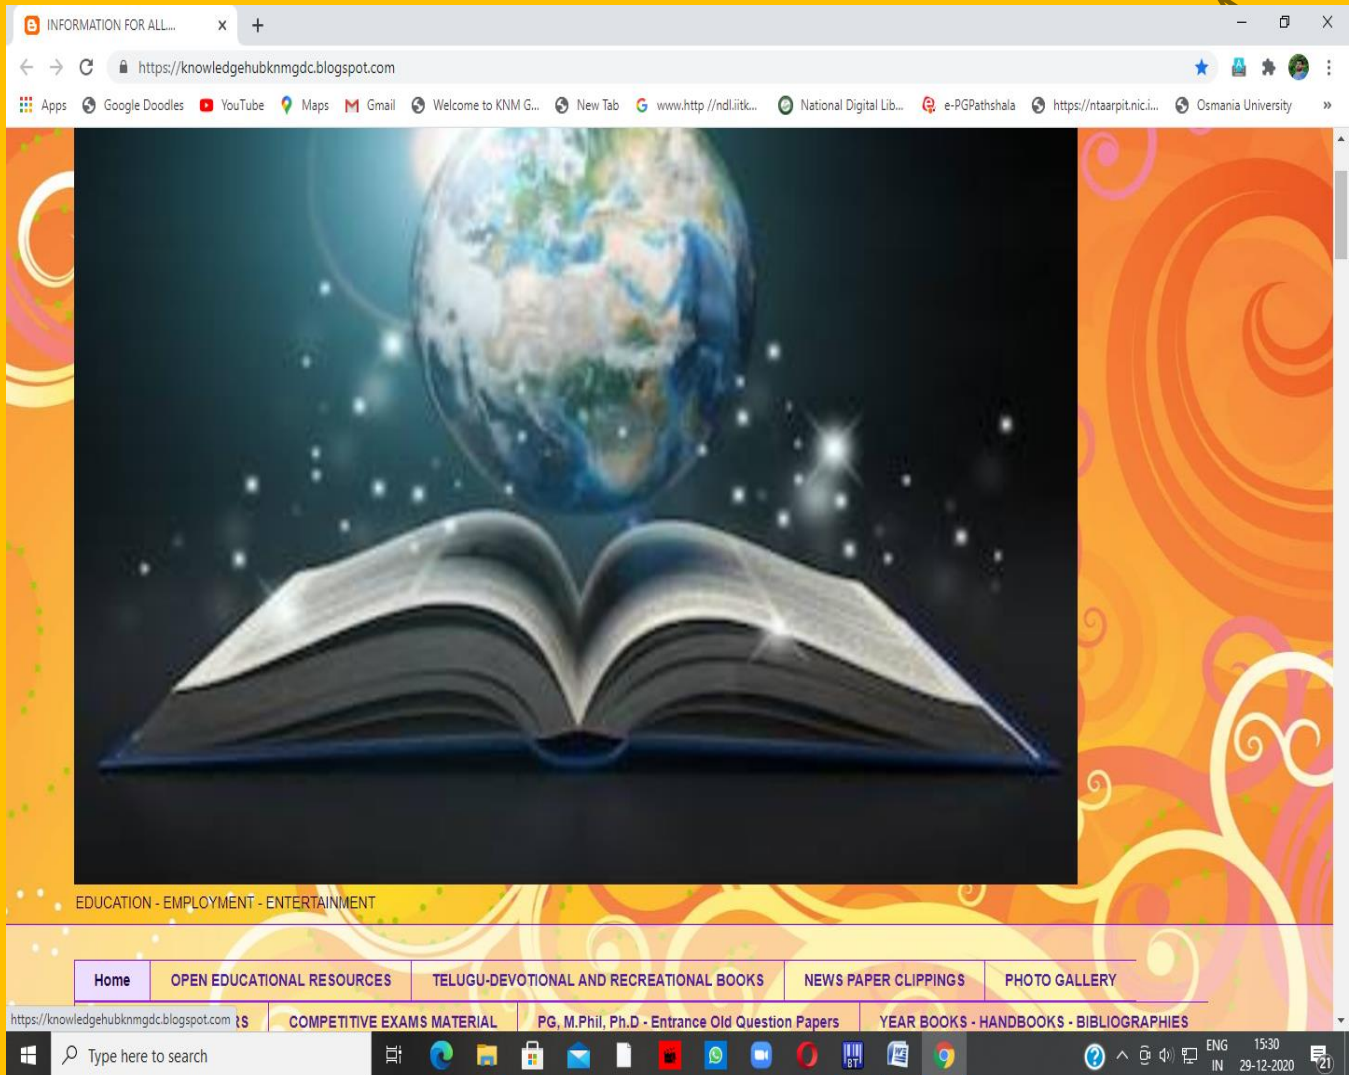 INFORMATION FOR ALL....
https://knowledgehubknmgdc.blogspot.com
Apps Google Doodles YouTube Maps Gmail Welcome to KNM G... New Tab www.http //ndl.iitk... National Digital Lib... e-PGPathshala https://ntaarpit.nic.i... Osmania University »
EDUCATION - EMPLOYMENT - ENTERTAINMENT
Home OPEN EDUCATIONAL RESOURCES TELUGU-DEVOTIONAL AND RECREATIONAL BOOKS NEWS PAPER CLIPPINGS PHOTO GALLERY
COMPETITIVE EXAMS MATERIAL PG, M.Phil, Ph.D - Entrance Old Question Papers YEAR BOOKS - HANDBOOKS - BIBLIOGRAPHIES
https://knowledgehubknmgdc.blogspot.com
Type here to search BT ENG 15:30
IN 29-12-2020 21